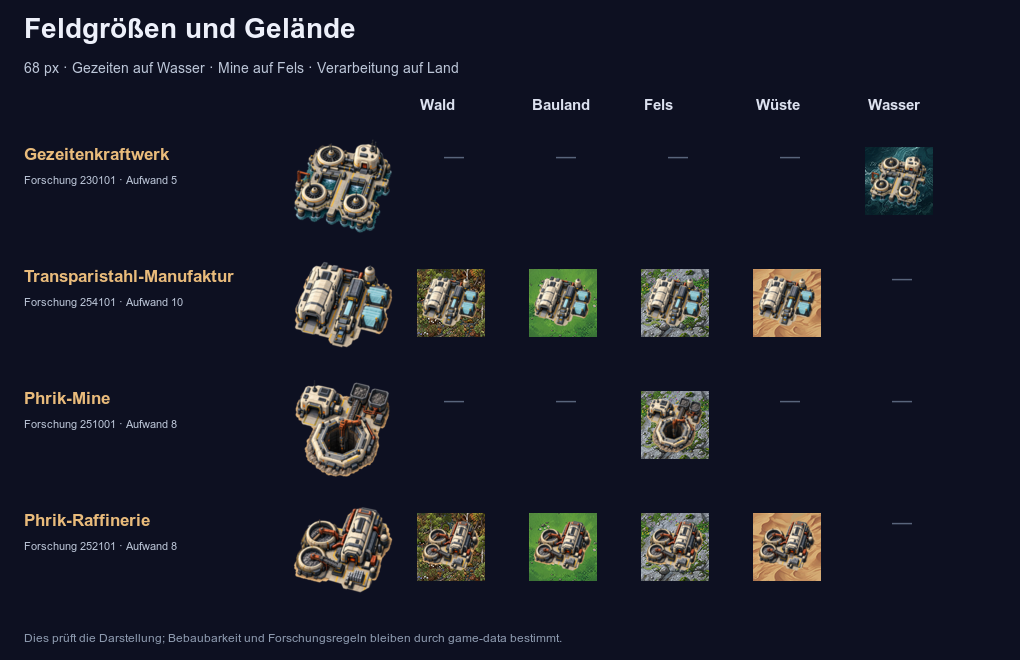 Feldgrößen und Gelände
68 px · Gezeiten auf Wasser · Mine auf Fels · Verarbeitung auf Land
Wald Bauland Fels Wüste Wasser
Gezeitenkraftwerk — — — —
Forschung 230101 · Aufwand 5
Transparistahl-Manufaktur —
Forschung 254101 · Aufwand 10
Phrik-Mine — — — —
Forschung 251001 · Aufwand 8
Phrik-Raffinerie —
Forschung 252101 · Aufwand 8
Dies prüft die Darstellung; Bebaubarkeit und Forschungsregeln bleiben durch game-data bestimmt.